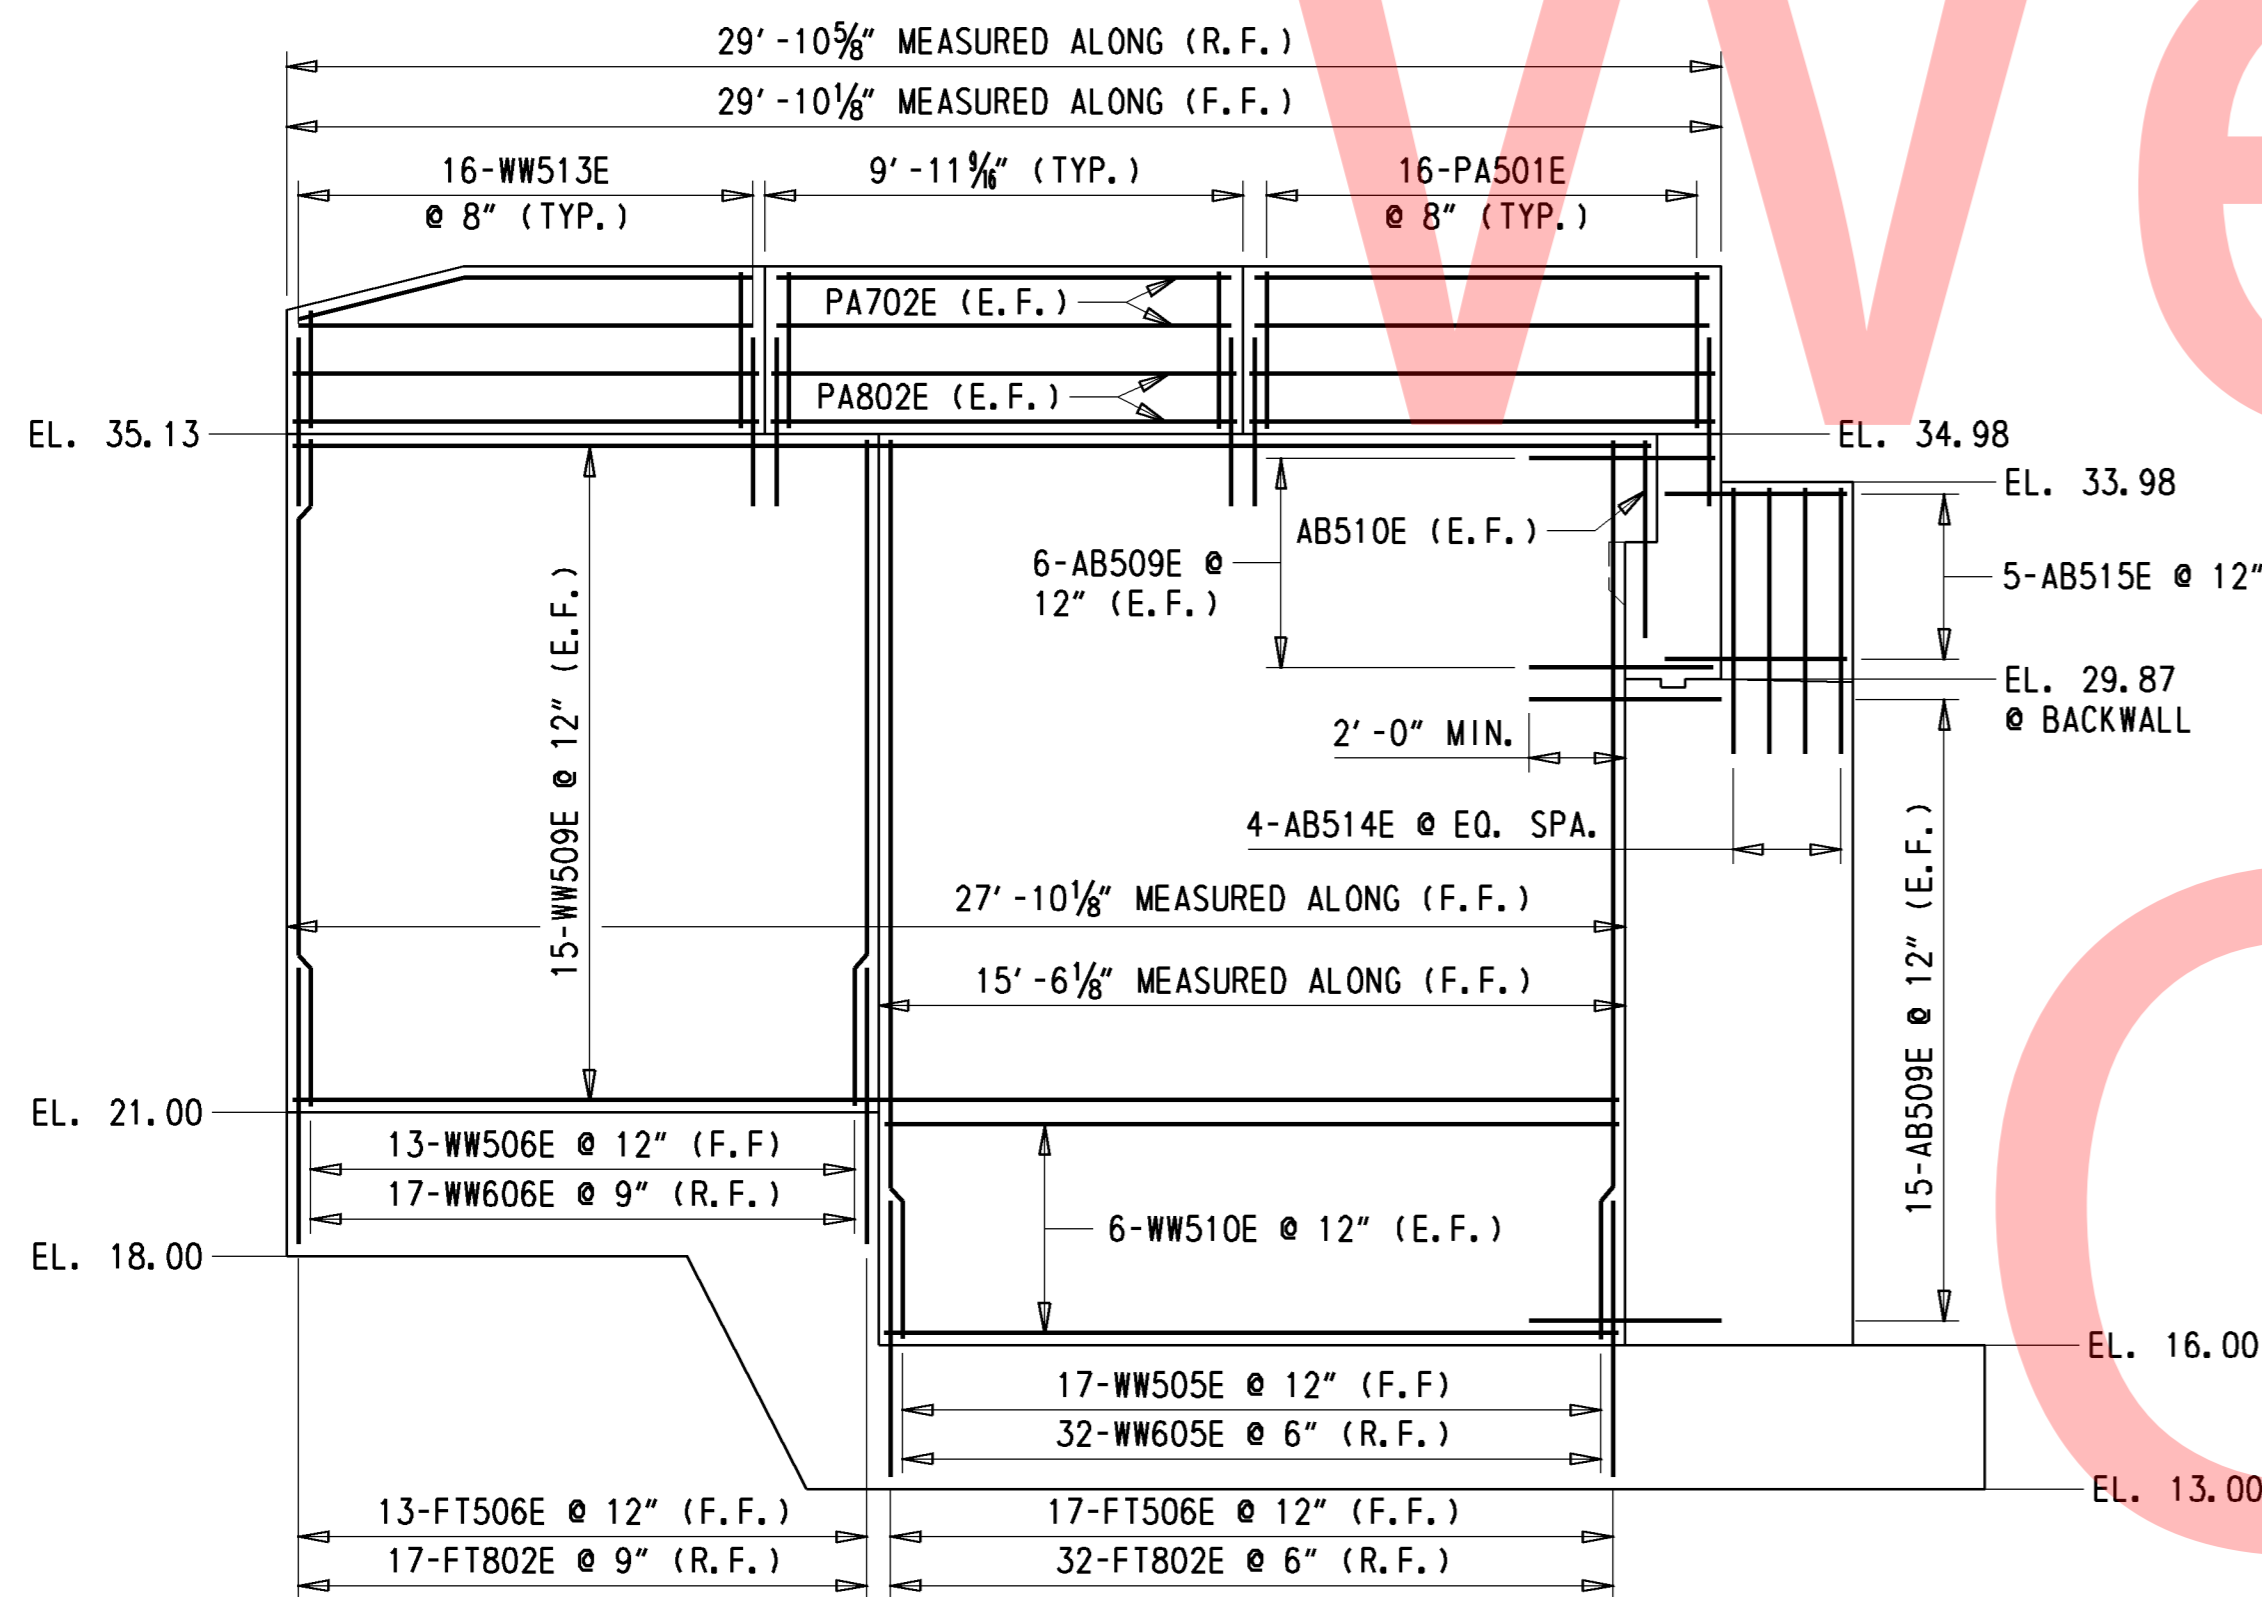 29'-10⅝" MEASURED ALONG (R.F.)
29'-10⅛" MEASURED ALONG (F.F.)
16-WW513E
@ 8" (TYP.)
9'-11 9/16" (TYP.)
16-PA501E
@ 8" (TYP.)
PA702E (E.F.)
PA802E (E.F.)
EL. 35.13
EL. 34.98
EL. 33.98
AB510E (E.F.)
6-AB509E @
12" (E.F.)
5-AB515E @ 12"
15-WW509E @ 12" (E.F.)
EL. 29.87
@ BACKWALL
2'-0" MIN.
4-AB514E @ EQ. SPA.
15-AB509E @ 12" (E.F.)
27'-10⅛" MEASURED ALONG (F.F.)
15'-6⅛" MEASURED ALONG (F.F.)
EL. 21.00
13-WW506E @ 12" (F.F)
17-WW606E @ 9" (R.F.)
6-WW510E @ 12" (E.F.)
EL. 18.00
EL. 16.00
17-WW505E @ 12" (F.F)
32-WW605E @ 6" (R.F.)
EL. 13.00
13-FT506E @ 12" (F.F.)
17-FT802E @ 9" (R.F.)
17-FT506E @ 12" (F.F.)
32-FT802E @ 6" (R.F.)